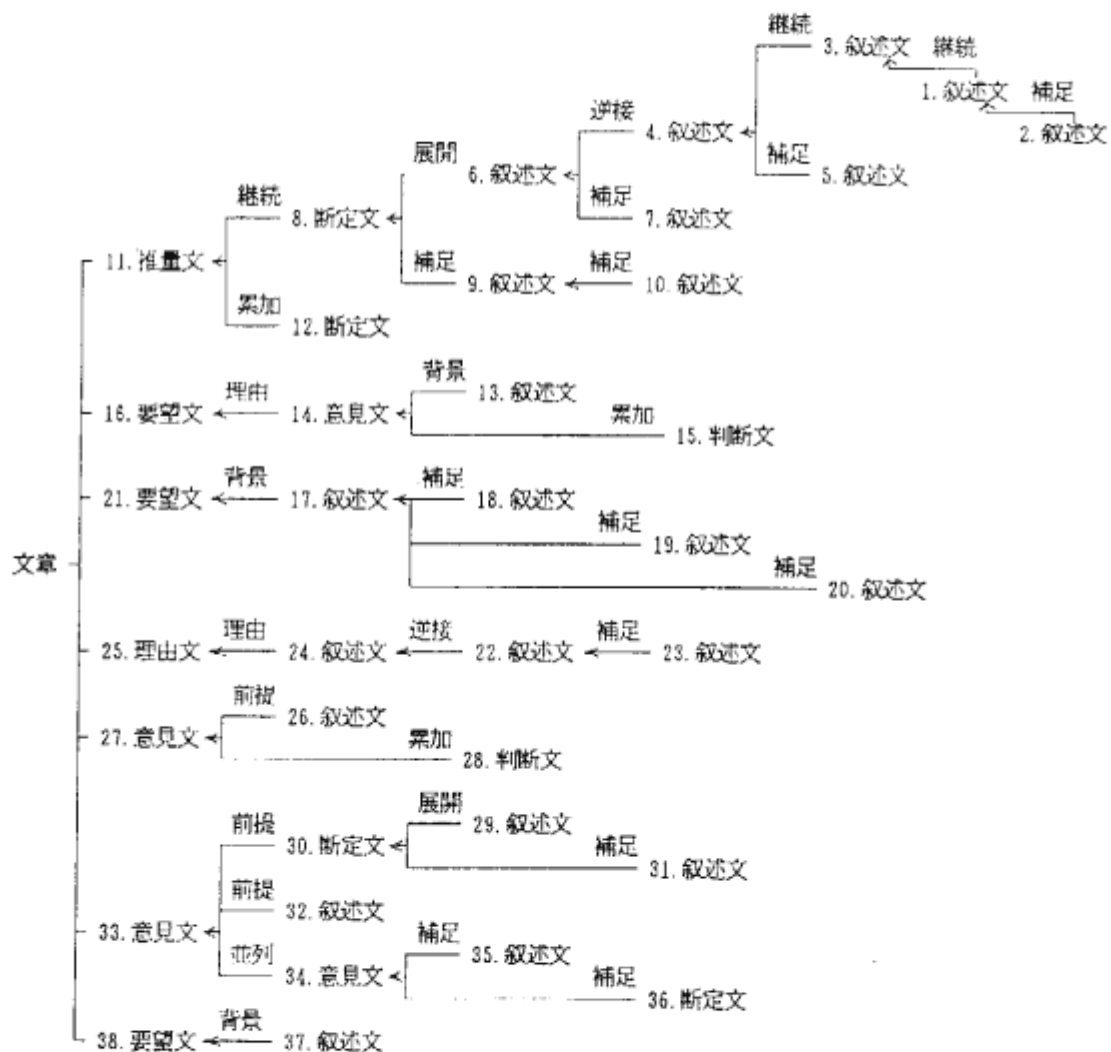 継続 3.叙述文 継続
1.叙述文 補足
逆接 4.叙述文 2.叙述文
展開 6.叙述文 補足 5.叙述文
継続 8.断定文 補足 7.叙述文
11.推量文 補足 9.叙述文 補足 10.叙述文
累加 12.断定文
背景 13.叙述文
16.要望文 理由 14.意見文 累加 15.判断文
21.要望文 背景 17.叙述文 補足 18.叙述文
補足 19.叙述文
文章 補足 20.叙述文
25.理由文 理由 24.叙述文 逆接 22.叙述文 補足 23.叙述文
前提 26.叙述文
27.意見文 累加 28.判断文
展開 29.叙述文
前提 30.断定文 補足 31.叙述文
前提 32.叙述文
33.意見文 補足 35.叙述文
並列 34.意見文 補足 36.断定文
38.要望文 背景 37.叙述文